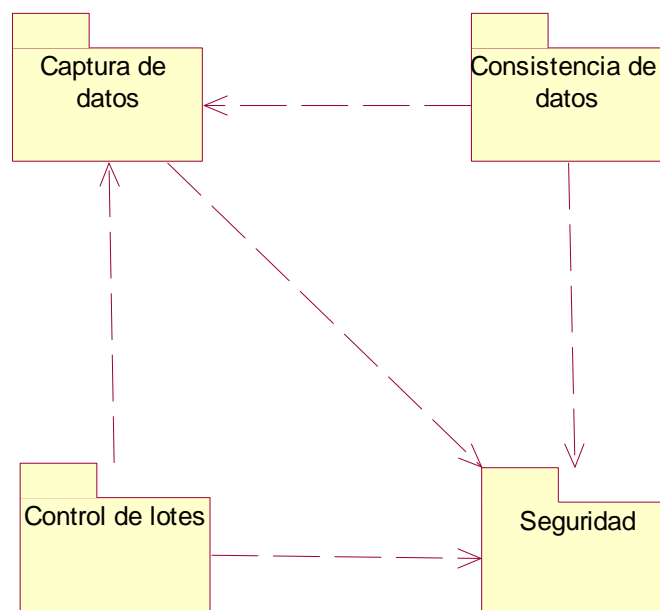 Captura de
datos
Consistencia de
datos
Control de lotes
Seguridad